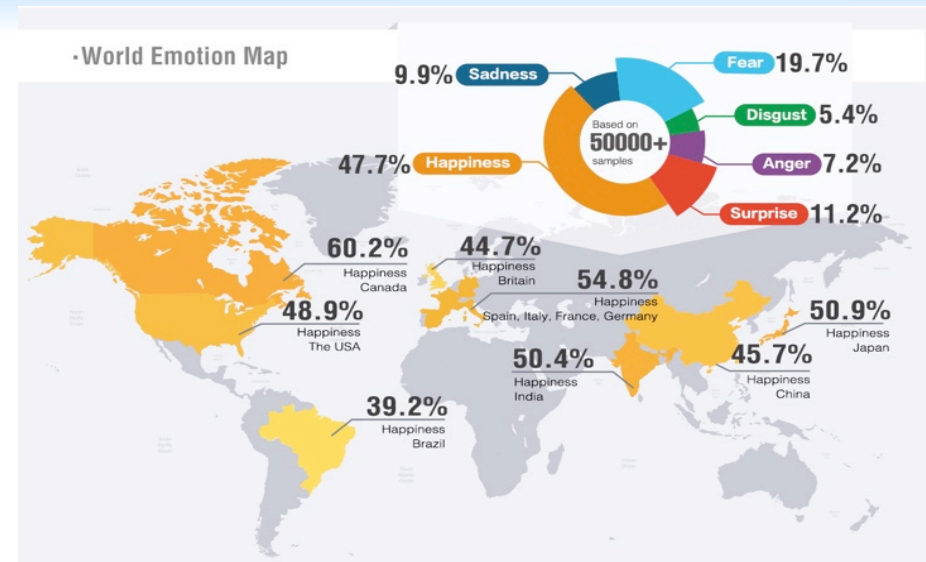 ·World Emotion Map
9.9% Sadness
Fear 19.7%
Disgust 5.4%
Based on
50000+
samples
47.7% Happiness
Anger 7.2%
Surprise 11.2%
60.2%
Happiness
Canada
44.7%
Happiness
Britain
54.8%
Happiness
Spain, Italy, France, Germany
48.9%
Happiness
The USA
50.9%
Happiness
Japan
50.4%
Happiness
India
45.7%
Happiness
China
39.2%
Happiness
Brazil